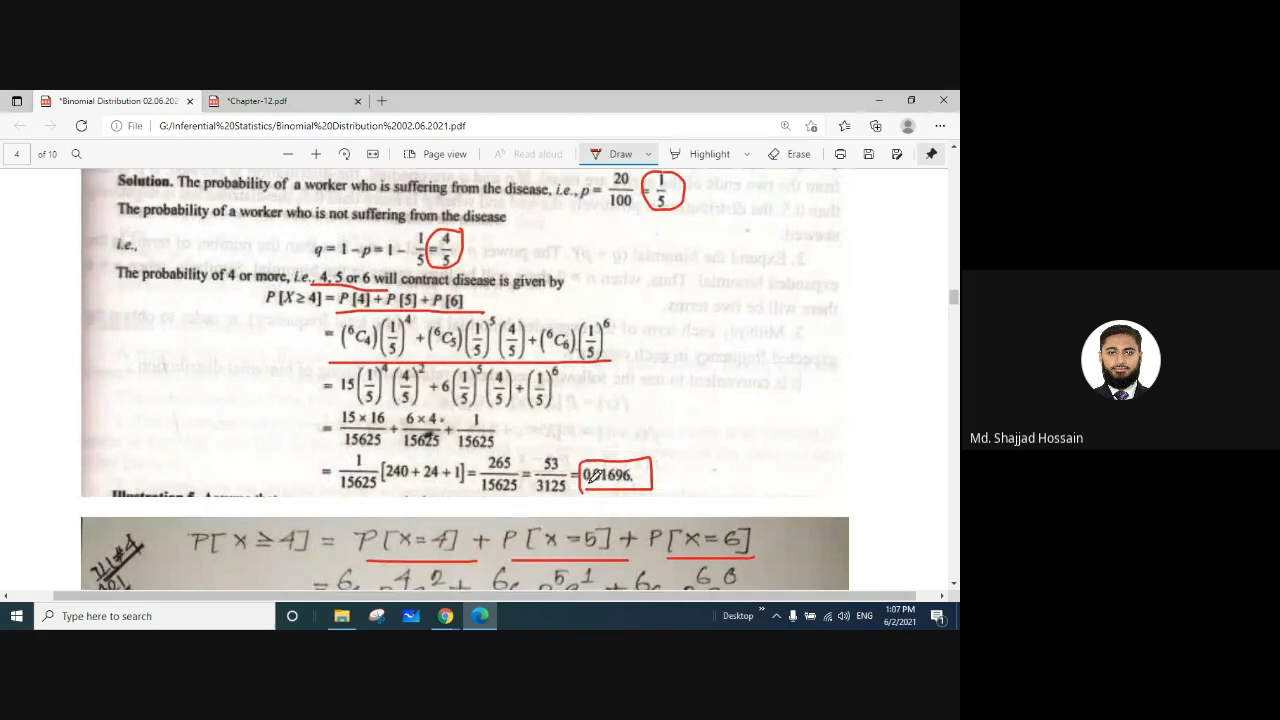 *Binomial Distribution 02.06.202
*Chapter-12.pdf
File G:/Inferential%20Statistics/Binomial%20Distribution%2002.06.2021.pdf
4 of 10 Page view Read aloud Draw Highlight Erase
Solution. The probability of a worker who is suffering from the disease, i.e., p = 20/100 = 1/5
The probability of a worker who is not suffering from the disease
i.e., q = 1 – p = 1 – 1/5 = 4/5
The probability of 4 or more, i.e., 4, 5 or 6 will contract disease is given by
P[X ≥ 4] = P[4] + P[5] + P[6]
= (⁶C₄)(1/5)⁴ + (⁶C₅)(1/5)⁵(4/5) + (⁶C₆)(1/5)⁶
= 15(1/5)⁴(4/5)² + 6(1/5)⁵(4/5) + (1/5)⁶
= 15 × 16/15625 + 6 × 4/15625 + 1/15625
= 1/15625 [240 + 24 + 1] = 265/15625 = 53/3125 = 0.01696.
P[X ≥ 4] = P[X=4] + P[X=5] + P[X=6]
Md. Shajjad Hossain
Type here to search
Desktop
ENG
1:07 PM
6/2/2021